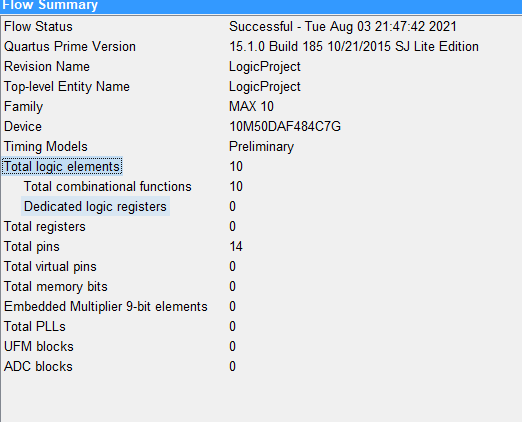 Flow Summary
Flow Status Successful - Tue Aug 03 21:47:42 2021
Quartus Prime Version 15.1.0 Build 185 10/21/2015 SJ Lite Edition
Revision Name LogicProject
Top-level Entity Name LogicProject
Family MAX 10
Device 10M50DAF484C7G
Timing Models Preliminary
Total logic elements 10
Total combinational functions 10
Dedicated logic registers 0
Total registers 0
Total pins 14
Total virtual pins 0
Total memory bits 0
Embedded Multiplier 9-bit elements 0
Total PLLs 0
UFM blocks 0
ADC blocks 0